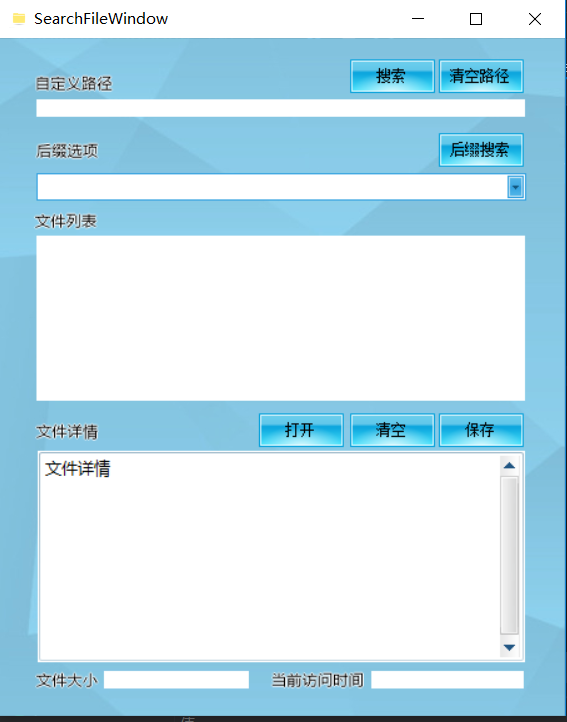 SearchFileWindow
自定义路径 搜索 清空路径
后缀选项 后缀搜索
文件列表
文件详情 打开 清空 保存
文件详情
文件大小 当前访问时间